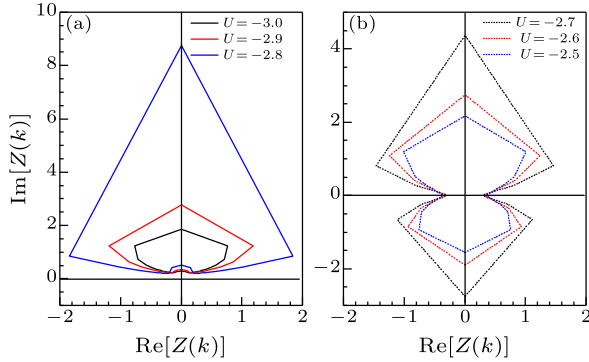 (a)
U=−3.0
U=−2.9
U=−2.8
10
8
6
4
2
0
−2
−1
0
1
2
Im[Z(k)]
Re[Z(k)]
(b)
U=−2.7
U=−2.6
U=−2.5
4
2
0
−2
−2
−1
0
1
2
Re[Z(k)]